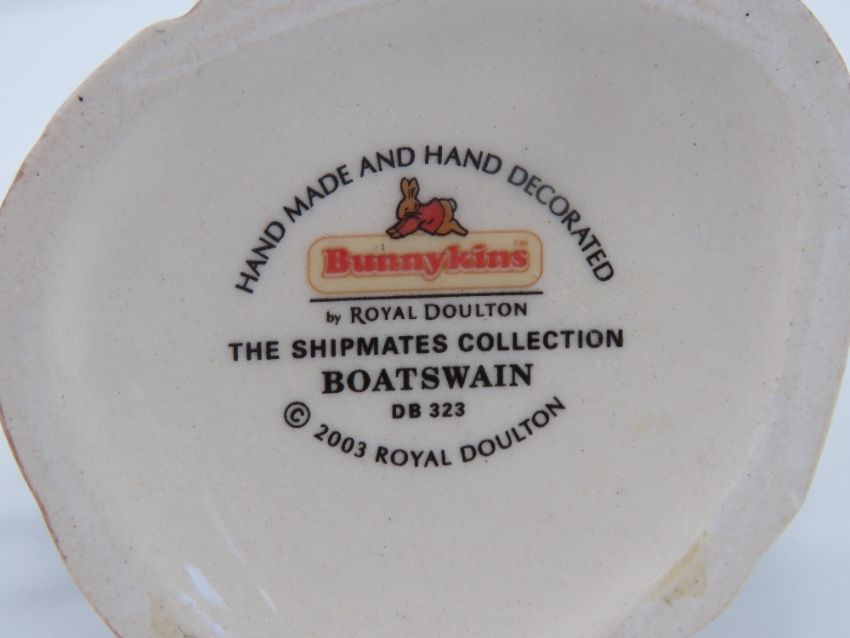 HAND MADE AND HAND DECORATED
Bunnykins™
by ROYAL DOULTON
THE SHIPMATES COLLECTION
BOATSWAIN
DB 323
© 2003 ROYAL DOULTON